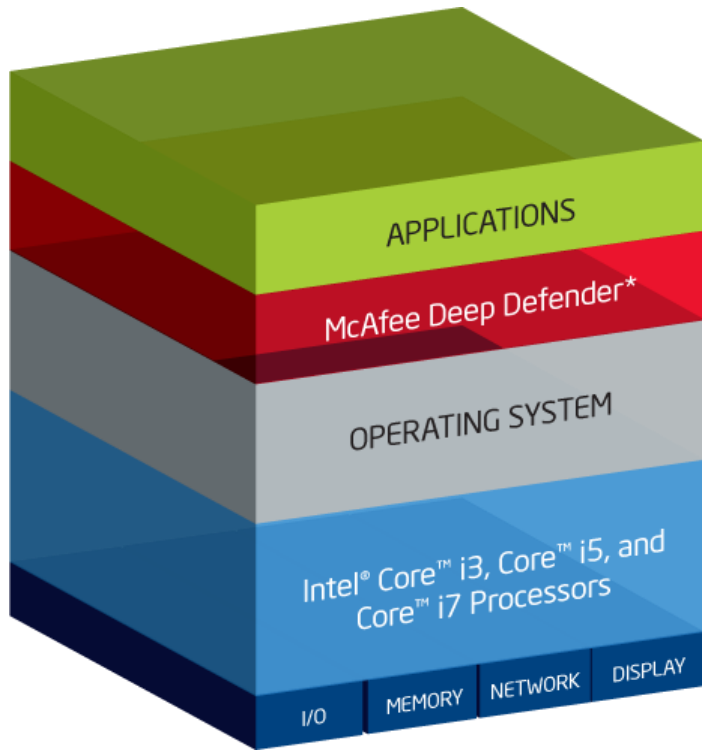 APPLICATIONS
McAfee Deep Defender*
OPERATING SYSTEM
Intel® Core™ i3, Core™ i5, and
Core™ i7 Processors
I/O MEMORY NETWORK DISPLAY